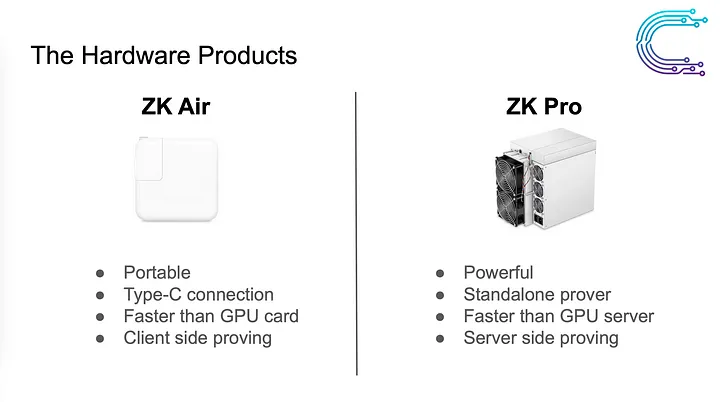 The Hardware Products
ZK Air
Portable
Type-C connection
Faster than GPU card
Client side proving
ZK Pro
Powerful
Standalone prover
Faster than GPU server
Server side proving